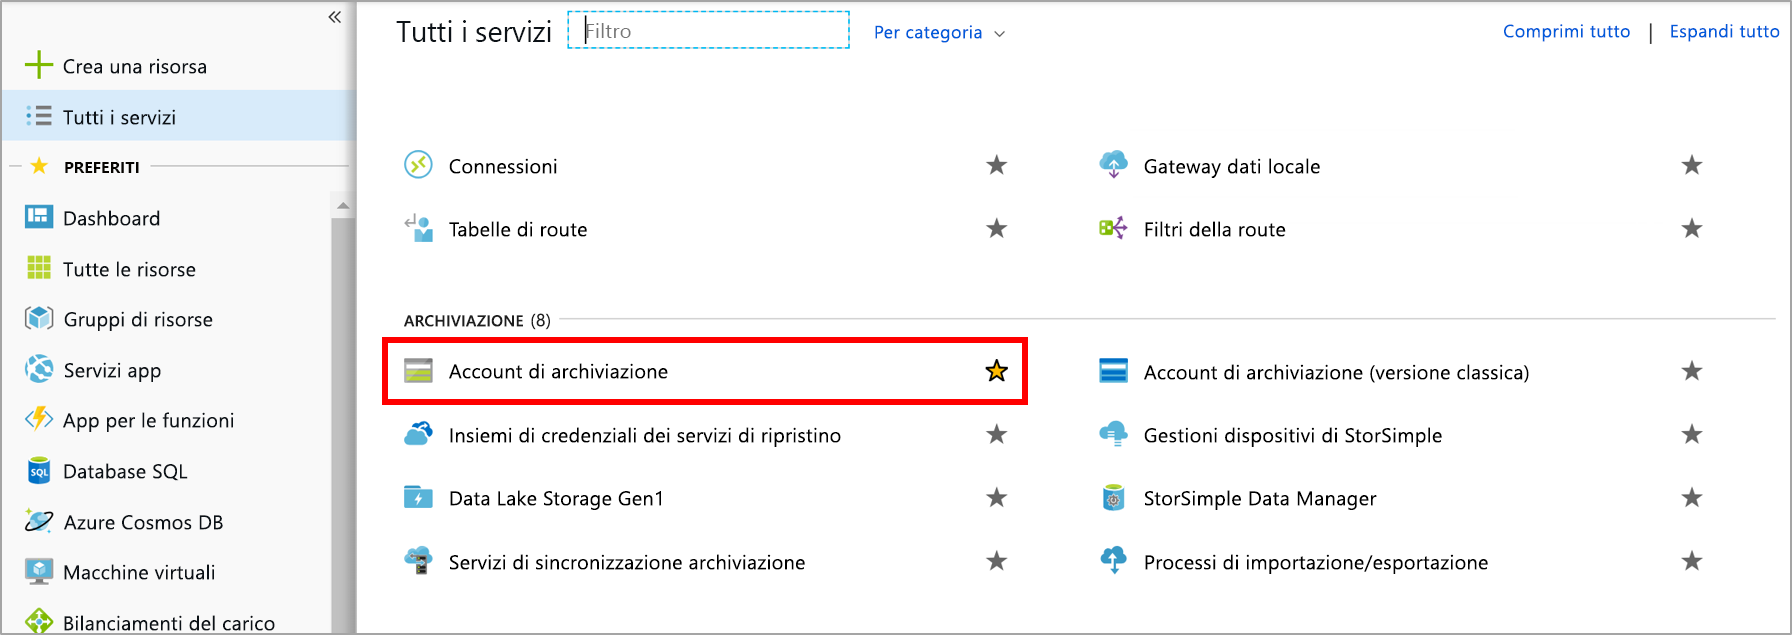 «
Crea una risorsa
Tutti i servizi
PREFERITI
Dashboard
Tutte le risorse
Gruppi di risorse
Servizi app
App per le funzioni
SQL
Database SQL
Azure Cosmos DB
Macchine virtuali
Bilanciamenti del carico
Tutti i servizi
Filtro
Per categoria
Comprimi tutto | Espandi tutto
Connessioni
Gateway dati locale
Tabelle di route
Filtri della route
ARCHIVIAZIONE (8)
Account di archiviazione
Account di archiviazione (versione classica)
Insiemi di credenziali dei servizi di ripristino
Gestioni dispositivi di StorSimple
Data Lake Storage Gen1
StorSimple Data Manager
Servizi di sincronizzazione archiviazione
Processi di importazione/esportazione